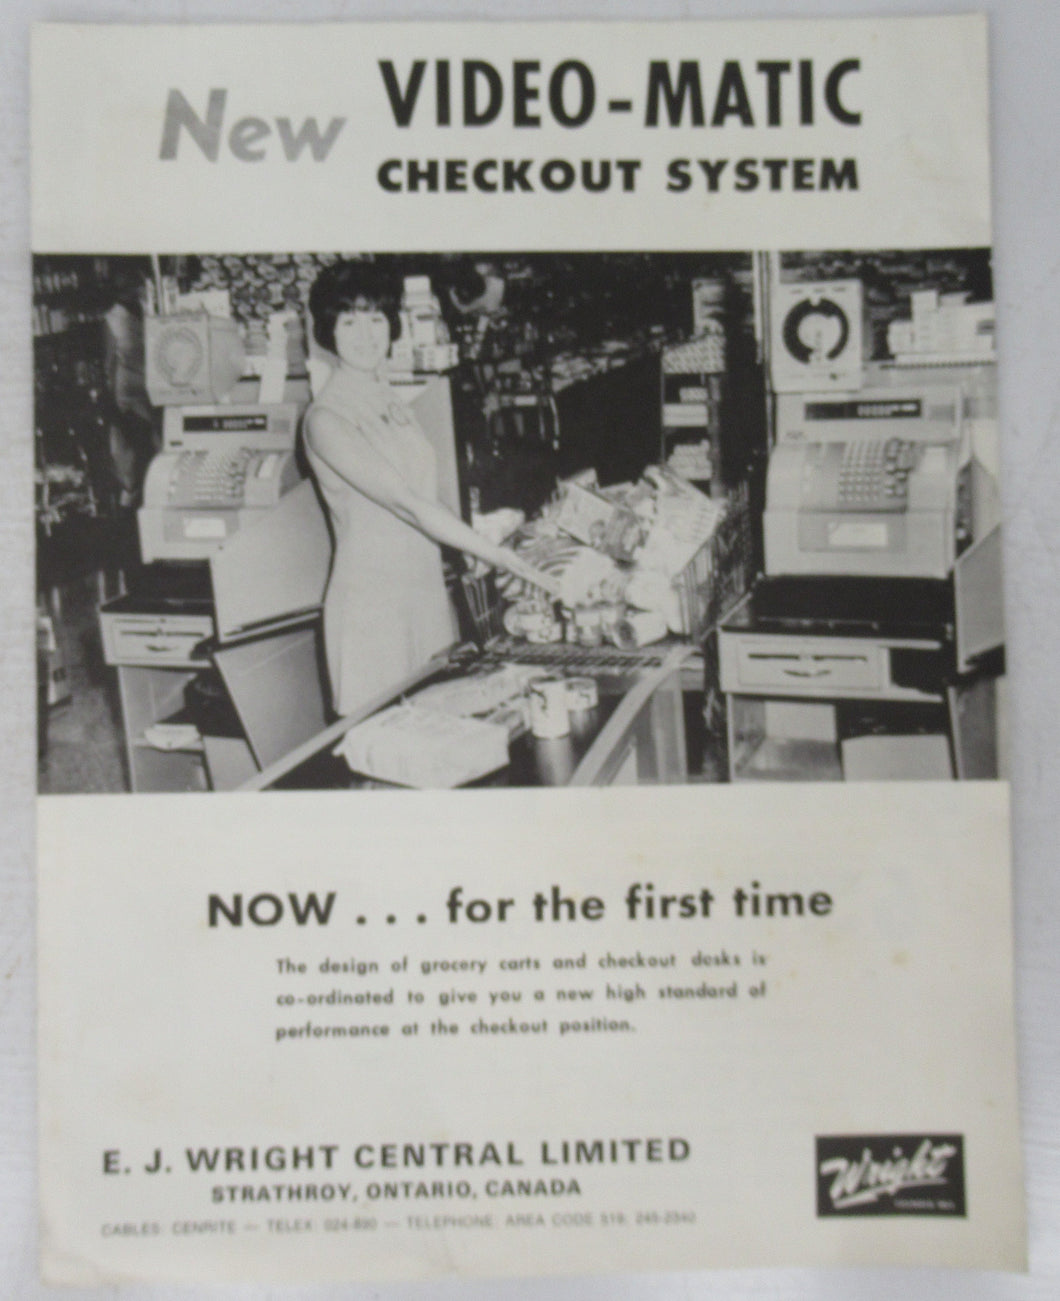 New VIDEO-MATIC
CHECKOUT SYSTEM
NOW . . . for the first time
The design of grocery carts and checkout desks is
co-ordinated to give you a new high standard of
performance at the checkout position.
E. J. WRIGHT CENTRAL LIMITED
STRATHROY, ONTARIO, CANADA
CABLES: CENRITE — TELEX: 024-890 — TELEPHONE: AREA CODE 519: 245-2040
Wright